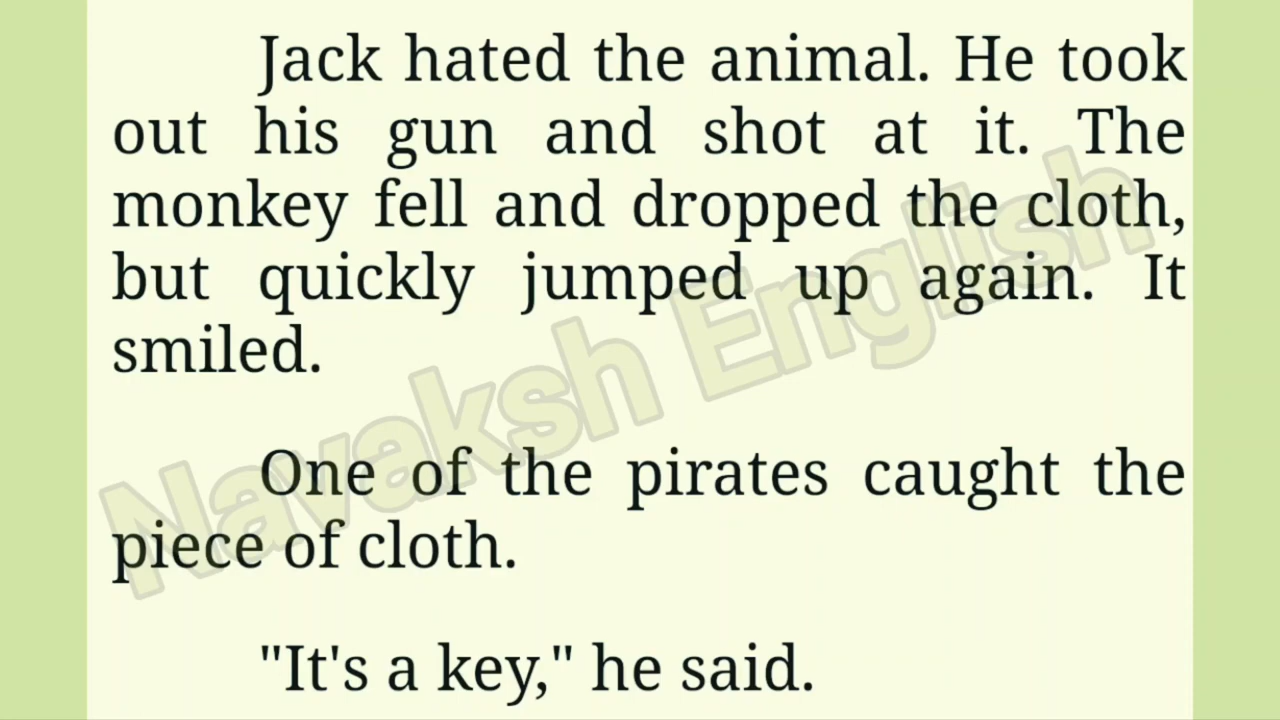 Jack hated the animal. He took
out his gun and shot at it. The
monkey fell and dropped the cloth,
but quickly jumped up again. It
smiled.
One of the pirates caught the
piece of cloth.
"It's a key," he said.
Navaksh English